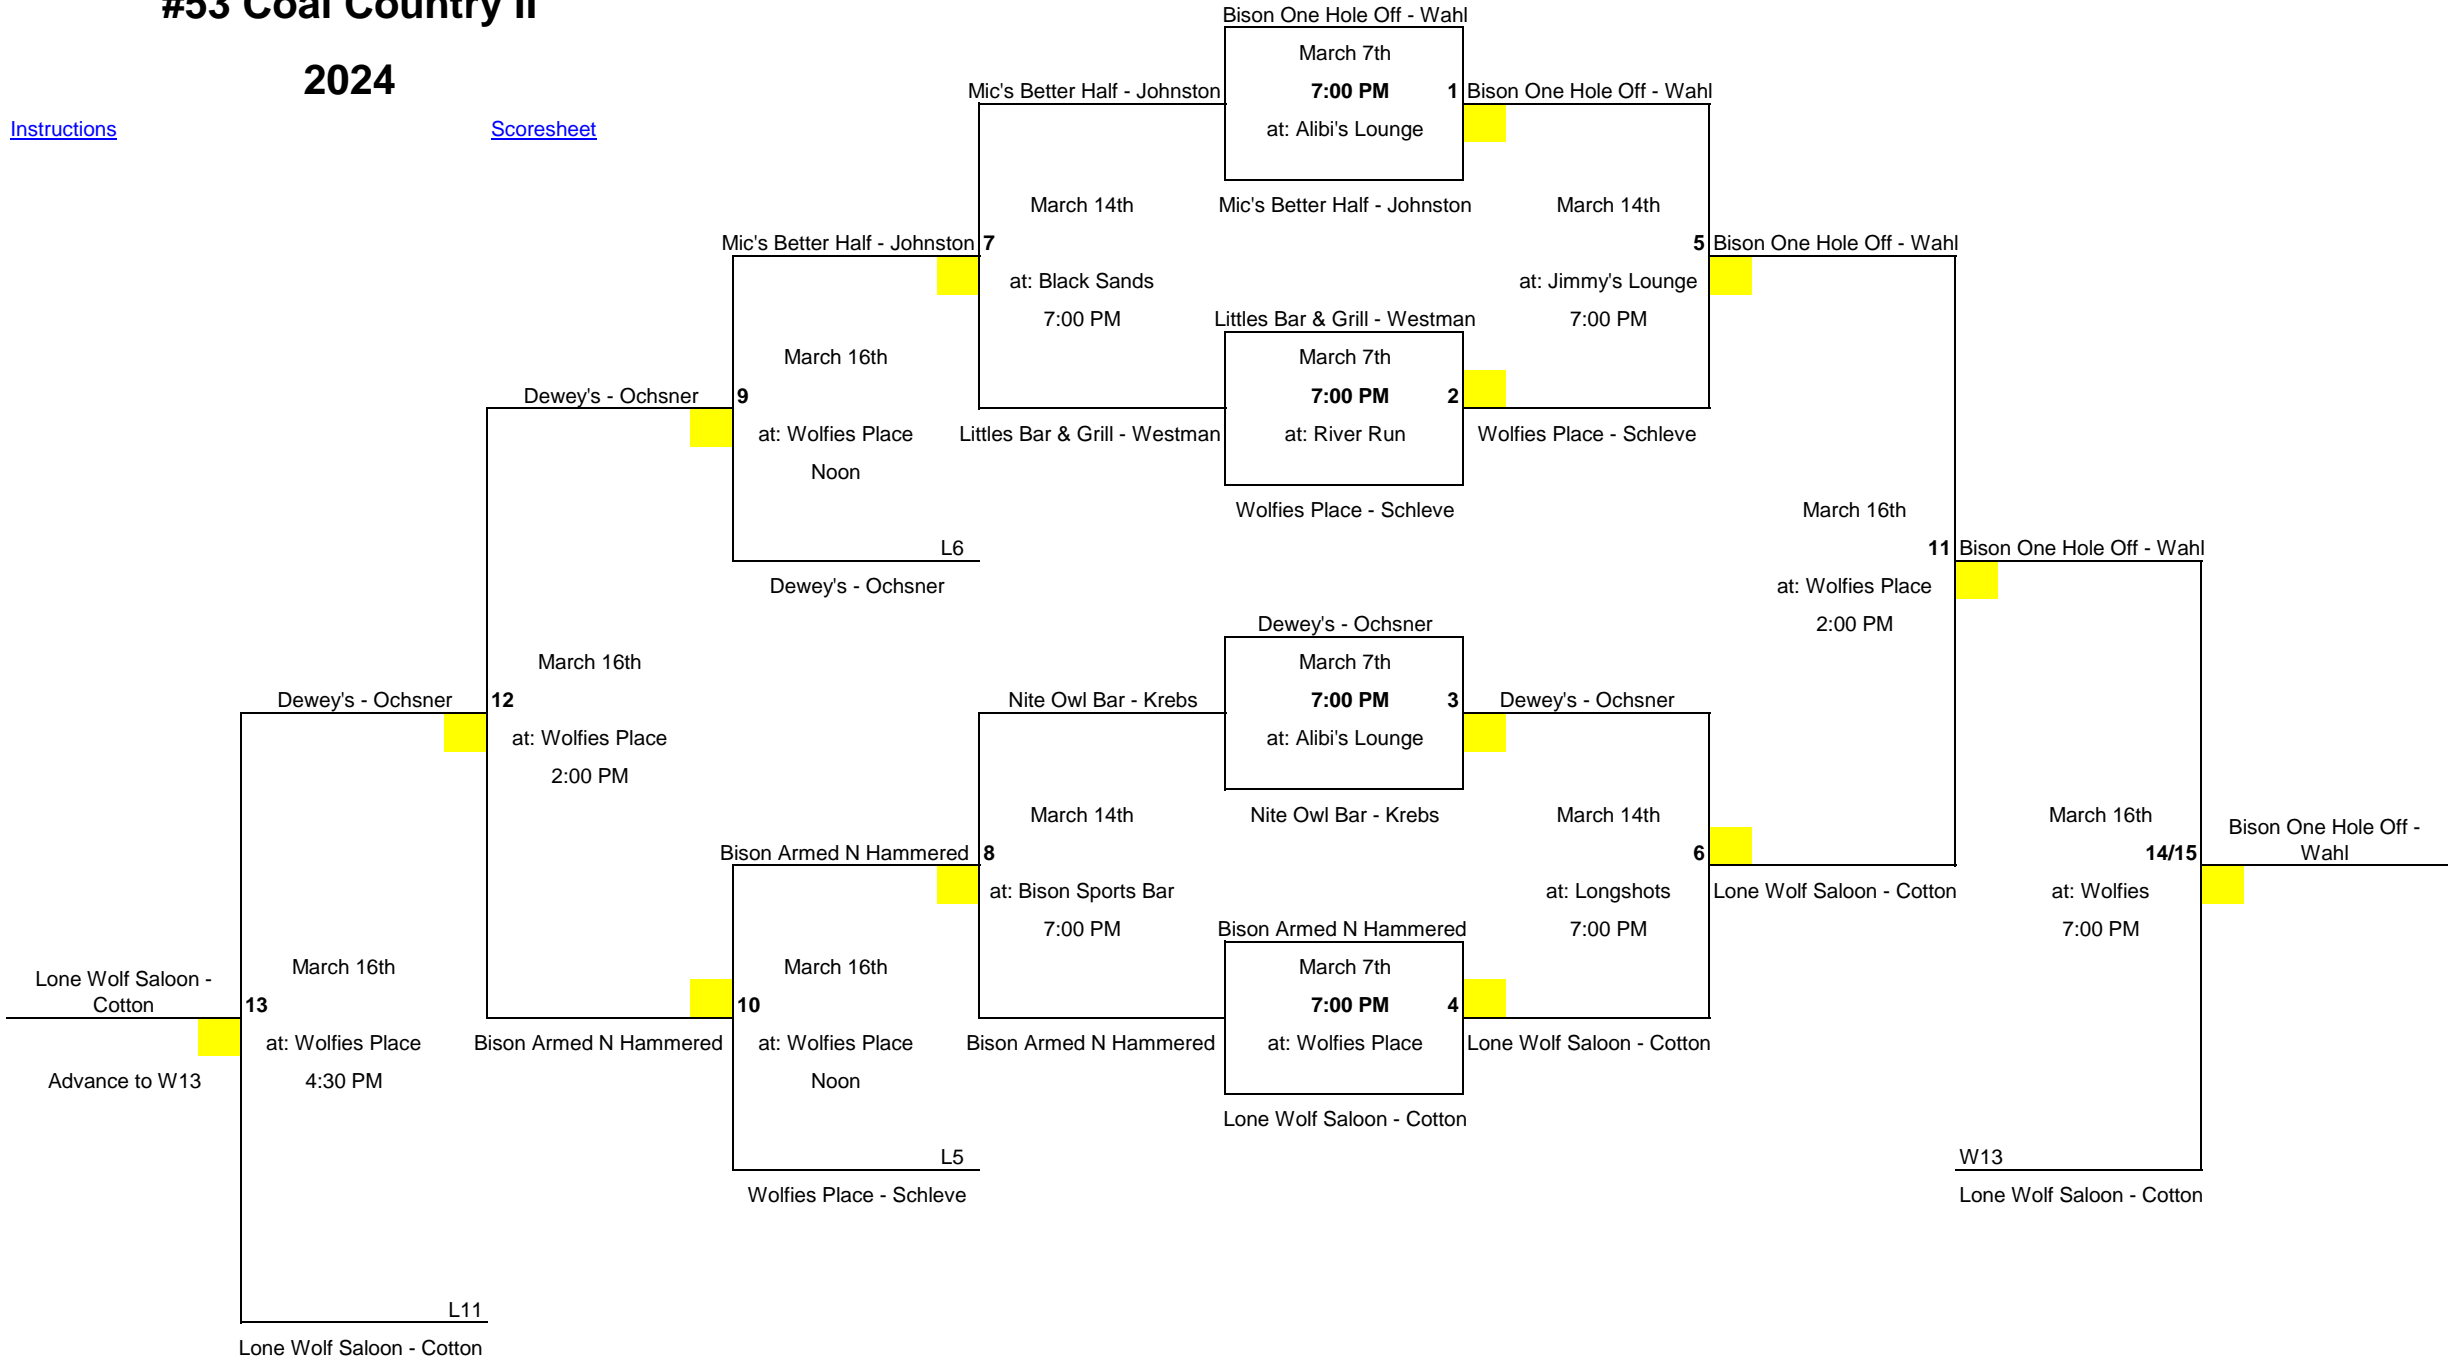 #53 Coal Country II
2024
Instructions
Scoresheet
Bison One Hole Off - Wahl
March 7th
Mic's Better Half - Johnston
7:00 PM
1
Bison One Hole Off - Wahl
at: Alibi's Lounge
March 14th
Mic's Better Half - Johnston
March 14th
Mic's Better Half - Johnston
7
5
Bison One Hole Off - Wahl
at: Black Sands
at: Jimmy's Lounge
7:00 PM
Littles Bar & Grill - Westman
7:00 PM
March 16th
March 7th
Dewey's - Ochsner
9
7:00 PM
2
at: Wolfies Place
Littles Bar & Grill - Westman
at: River Run
Wolfies Place - Schleve
Noon
Wolfies Place - Schleve
March 16th
L6
11
Bison One Hole Off - Wahl
Dewey's - Ochsner
at: Wolfies Place
Dewey's - Ochsner
2:00 PM
March 16th
March 7th
Dewey's - Ochsner
12
Nite Owl Bar - Krebs
7:00 PM
3
Dewey's - Ochsner
at: Wolfies Place
at: Alibi's Lounge
2:00 PM
March 14th
Nite Owl Bar - Krebs
March 14th
March 16th
Bison One Hole Off -
Wahl
Bison Armed N Hammered
8
6
14/15
at: Bison Sports Bar
at: Longshots
Lone Wolf Saloon - Cotton
at: Wolfies
7:00 PM
Bison Armed N Hammered
7:00 PM
7:00 PM
Lone Wolf Saloon -
Cotton
March 16th
March 16th
March 7th
13
10
7:00 PM
4
at: Wolfies Place
Bison Armed N Hammered
at: Wolfies Place
Bison Armed N Hammered
at: Wolfies Place
Lone Wolf Saloon - Cotton
Advance to W13
4:30 PM
Noon
Lone Wolf Saloon - Cotton
L5
W13
Wolfies Place - Schleve
Lone Wolf Saloon - Cotton
L11
Lone Wolf Saloon - Cotton